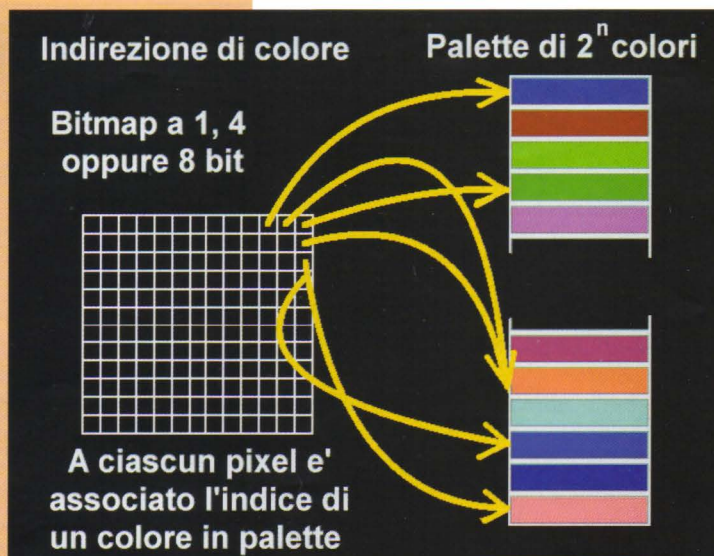 Indirezione di colore
Palette di 2ⁿ colori
Bitmap a 1, 4
oppure 8 bit
A ciascun pixel e'
associato l'indice di
un colore in palette